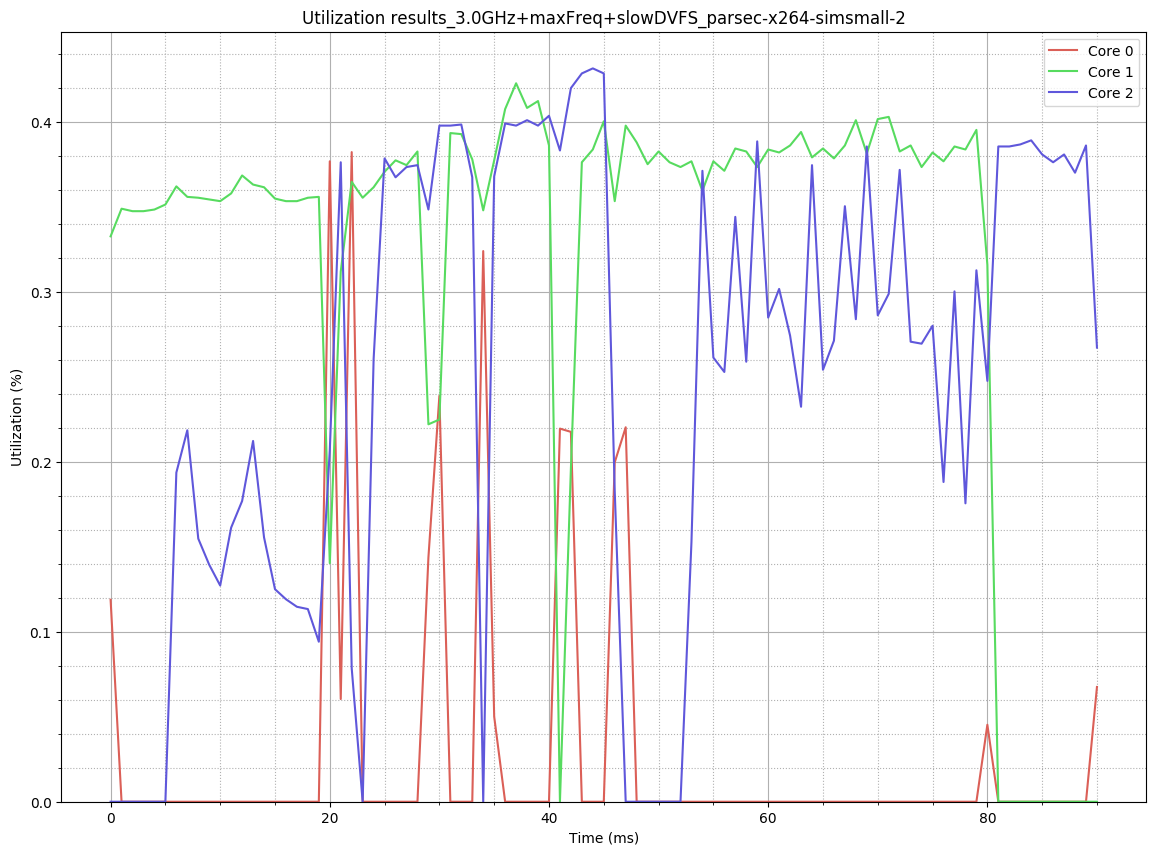 Utilization results_3.0GHz+maxFreq+slowDVFS_parsec-x264-simsmall-2
Core 0
Core 1
Core 2
0.4
0.3
0.2
0.1
0.0
Utilization (%)
0 20 40 60 80
Time (ms)